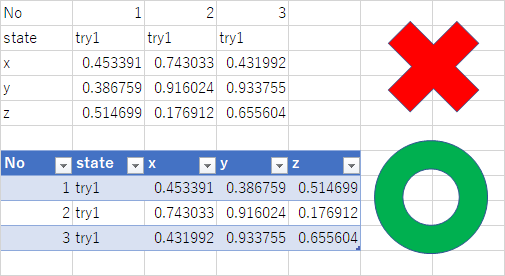 No 1 2 3
state try1 try1 try1
x 0.453391 0.743033 0.431992
y 0.386759 0.916024 0.933755
z 0.514699 0.176912 0.655604
No state x y z
1 try1 0.453391 0.386759 0.514699
2 try1 0.743033 0.916024 0.176912
3 try1 0.431992 0.933755 0.655604